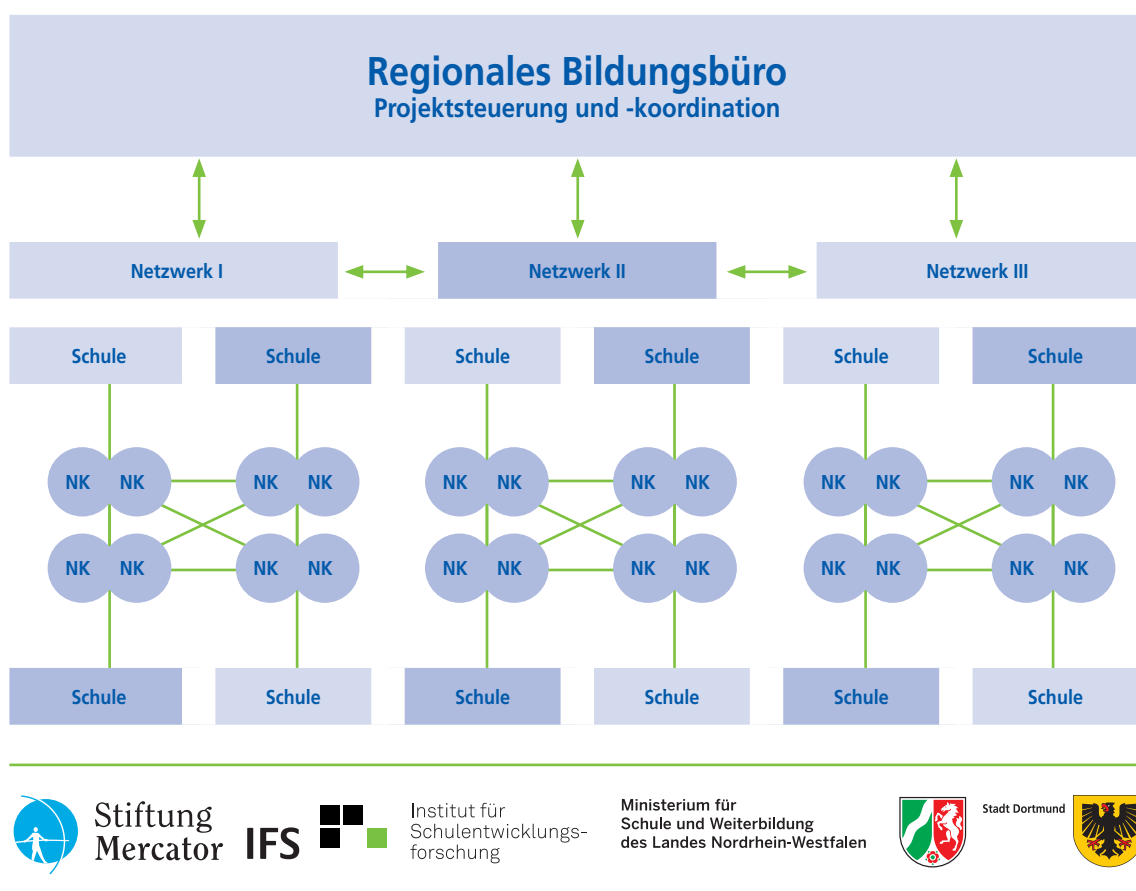 Regionales Bildungsbüro
Projektsteuerung und -koordination
Netzwerk I Netzwerk II Netzwerk III
Schule Schule Schule Schule Schule Schule
NK NK NK NK NK NK NK NK NK NK NK NK
NK NK NK NK NK NK NK NK NK NK NK NK
Schule Schule Schule Schule Schule Schule
Stiftung
Mercator
IFS
Institut für
Schulentwicklungs-
forschung
Ministerium für
Schule und Weiterbildung
des Landes Nordrhein-Westfalen
Stadt Dortmund